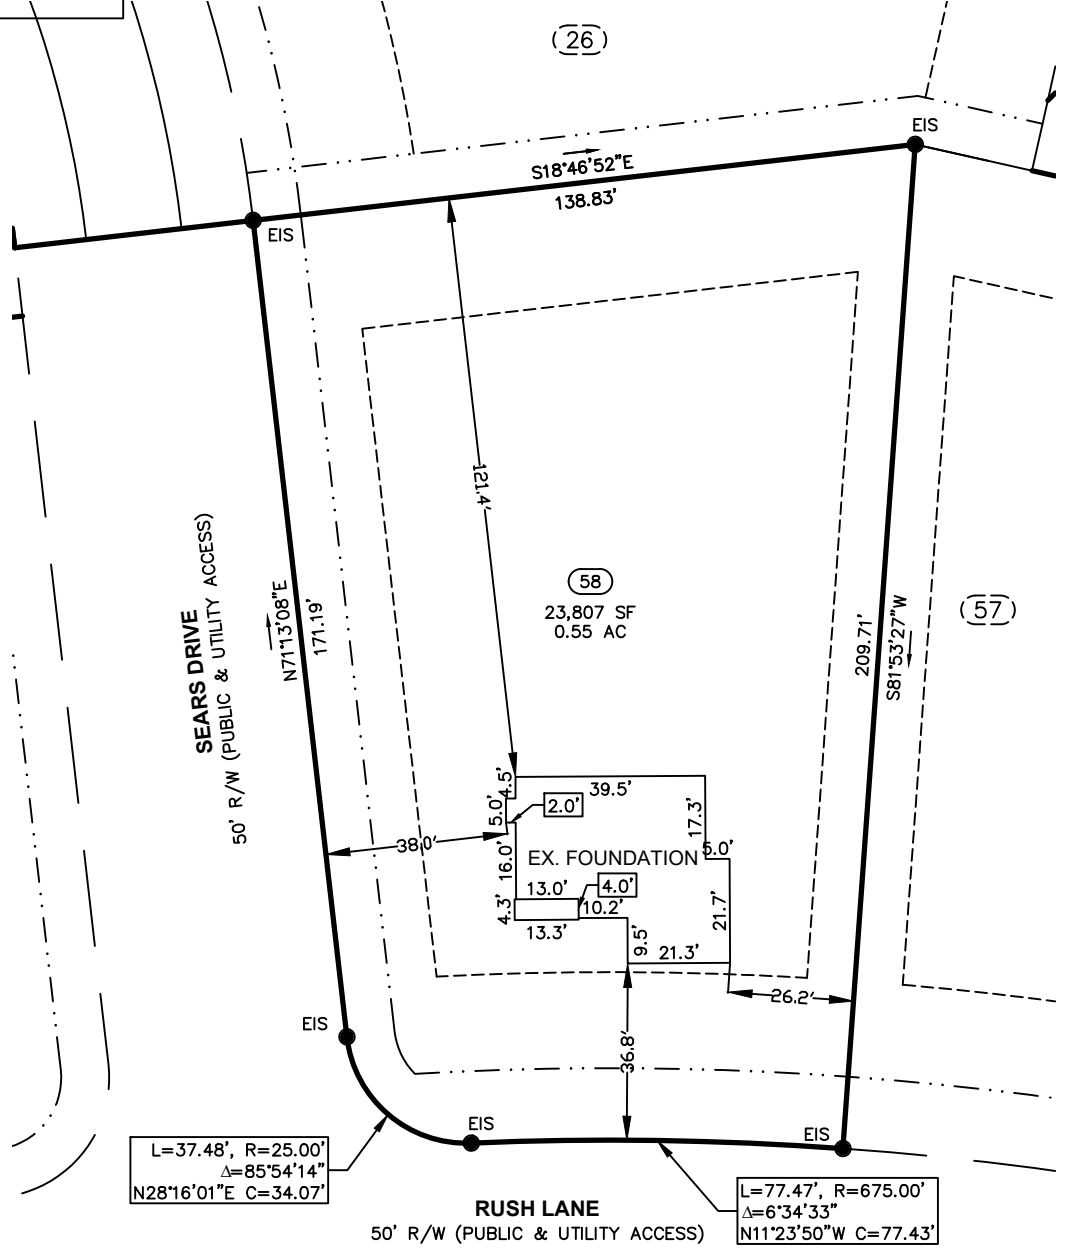 26
EIS
S18°46'52"E
138.83'
EIS
121.4'
SEARS DRIVE
50' R/W (PUBLIC & UTILITY ACCESS)
N71°13'08"E
171.19'
58
23,807 SF
0.55 AC
209.71'
S81°53'27"W
57
4.5'
39.5'
5.0'
2.0'
17.3'
38.0'
16.0'
EX. FOUNDATION
5.0'
13.0'
4.0'
4.3'
10.2'
21.7'
13.3'
9.5'
21.3'
26.2'
36.8'
EIS
EIS
EIS
L=37.48', R=25.00'
Δ=85°54'14"
N28°16'01"E C=34.07'
RUSH LANE
50' R/W (PUBLIC & UTILITY ACCESS)
L=77.47', R=675.00'
Δ=6°34'33"
N11°23'50"W C=77.43'